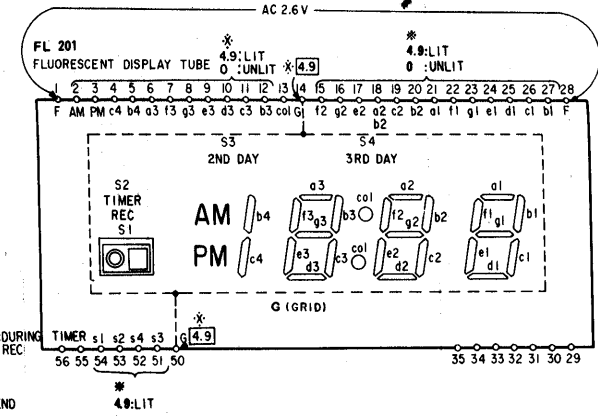 AC 2.6V
FL 201
FLUORESCENT DISPLAY TUBE
※
4.9:LIT
0 :UNLIT
※ 4.9
※
4.9:LIT
0 :UNLIT
1 2 3 4 5 6 7 8 9 10 11 12 13 14 15 16 17 18 19 20 21 22 23 24 25 26 27 28
F AM PM c4 b4 a3 f3 g3 e3 d3 c3 b3 col G1 f2 g2 e2 a2 c2 b2 a1 f1 g1 e1 d1 c1 b1 F
b2
S3 S4
2ND DAY 3RD DAY
S2
TIMER
REC
S1
AM b4 a3 f3 g3 b3 col a2 f2 g2 b2 a1 f1 g1 b1
PM c4 e3 d3 c3 col e2 d2 c2 e1 d1 c1
G (GRID)
DURING TIMER s1 s2 s4 s3 G ※ 4.9
REC
56 55 54 53 52 51 50 35 34 33 32 31 30 29
※
4.9:LIT
ND